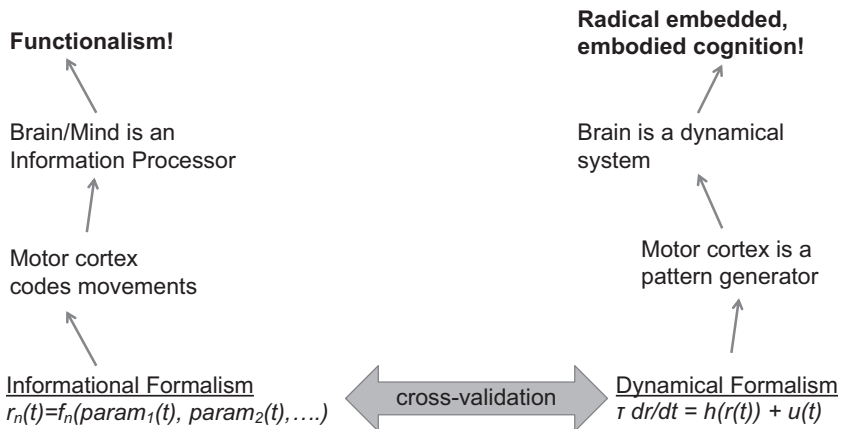 Functionalism!
Brain/Mind is an
Information Processor
Motor cortex
codes movements
Informational Formalism
rₙ(t)=fₙ(param₁(t), param₂(t),….)
cross-validation
Radical embedded,
embodied cognition!
Brain is a dynamical
system
Motor cortex is a
pattern generator
Dynamical Formalism
τ dr/dt = h(r(t)) + u(t)